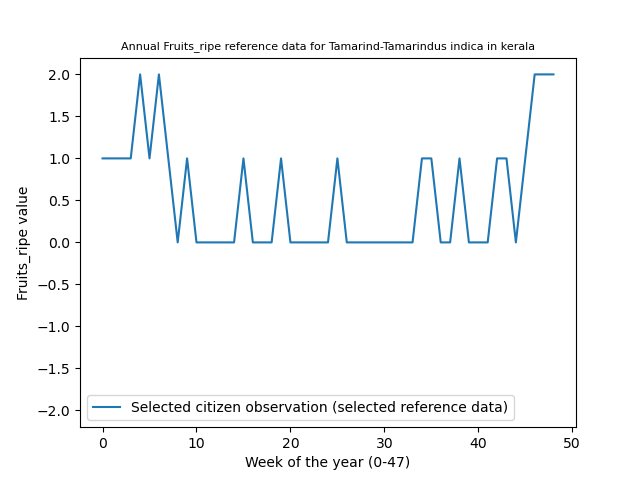 Annual Fruits_ripe reference data for Tamarind-Tamarindus indica in kerala
2.0
1.5
1.0
0.5
0.0
−0.5
−1.0
−1.5
−2.0
Fruits_ripe value
Selected citizen observation (selected reference data)
0 10 20 30 40 50
Week of the year (0-47)